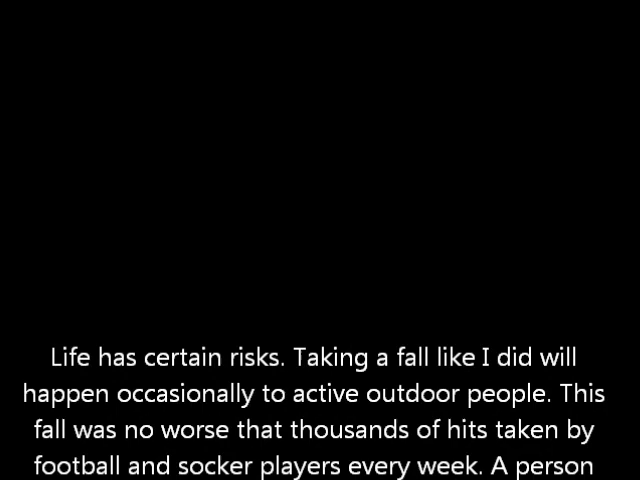 Life has certain risks. Taking a fall like I did will
happen occasionally to active outdoor people. This
fall was no worse that thousands of hits taken by
football and socker players every week. A person